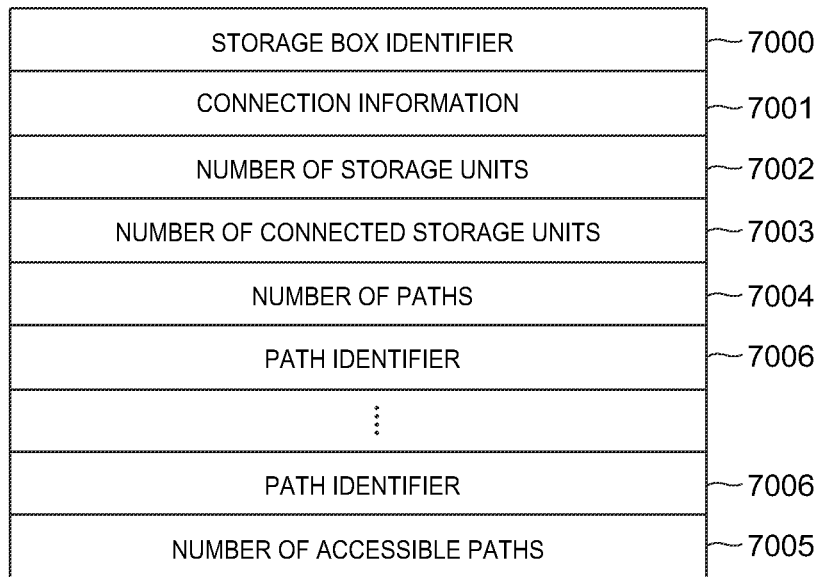 STORAGE BOX IDENTIFIER 7000
CONNECTION INFORMATION 7001
NUMBER OF STORAGE UNITS 7002
NUMBER OF CONNECTED STORAGE UNITS 7003
NUMBER OF PATHS 7004
PATH IDENTIFIER 7006
PATH IDENTIFIER 7006
NUMBER OF ACCESSIBLE PATHS 7005